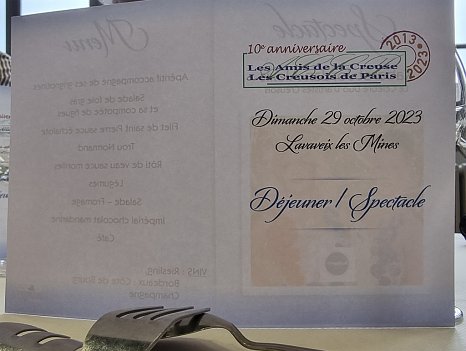 Menu
Apéritif accompagné de ses grignotines
Salade de foie gras
et sa compotée de figues
Filet de saint Pierre sauce échalote
Trou Normand
Rôti de veau sauce morilles
Légumes
Salade – Fromage
Impérial chocolat mandarine
Café
VINS : Riesling,
Bordeaux : Côte de Bourg
Champagne
Spectacle
10e anniversaire
2013
2023
Les Amis de la Creuse
Les Creusois de Paris
Dimanche 29 octobre 2023
Lavaveix les Mines
Déjeuner / Spectacle